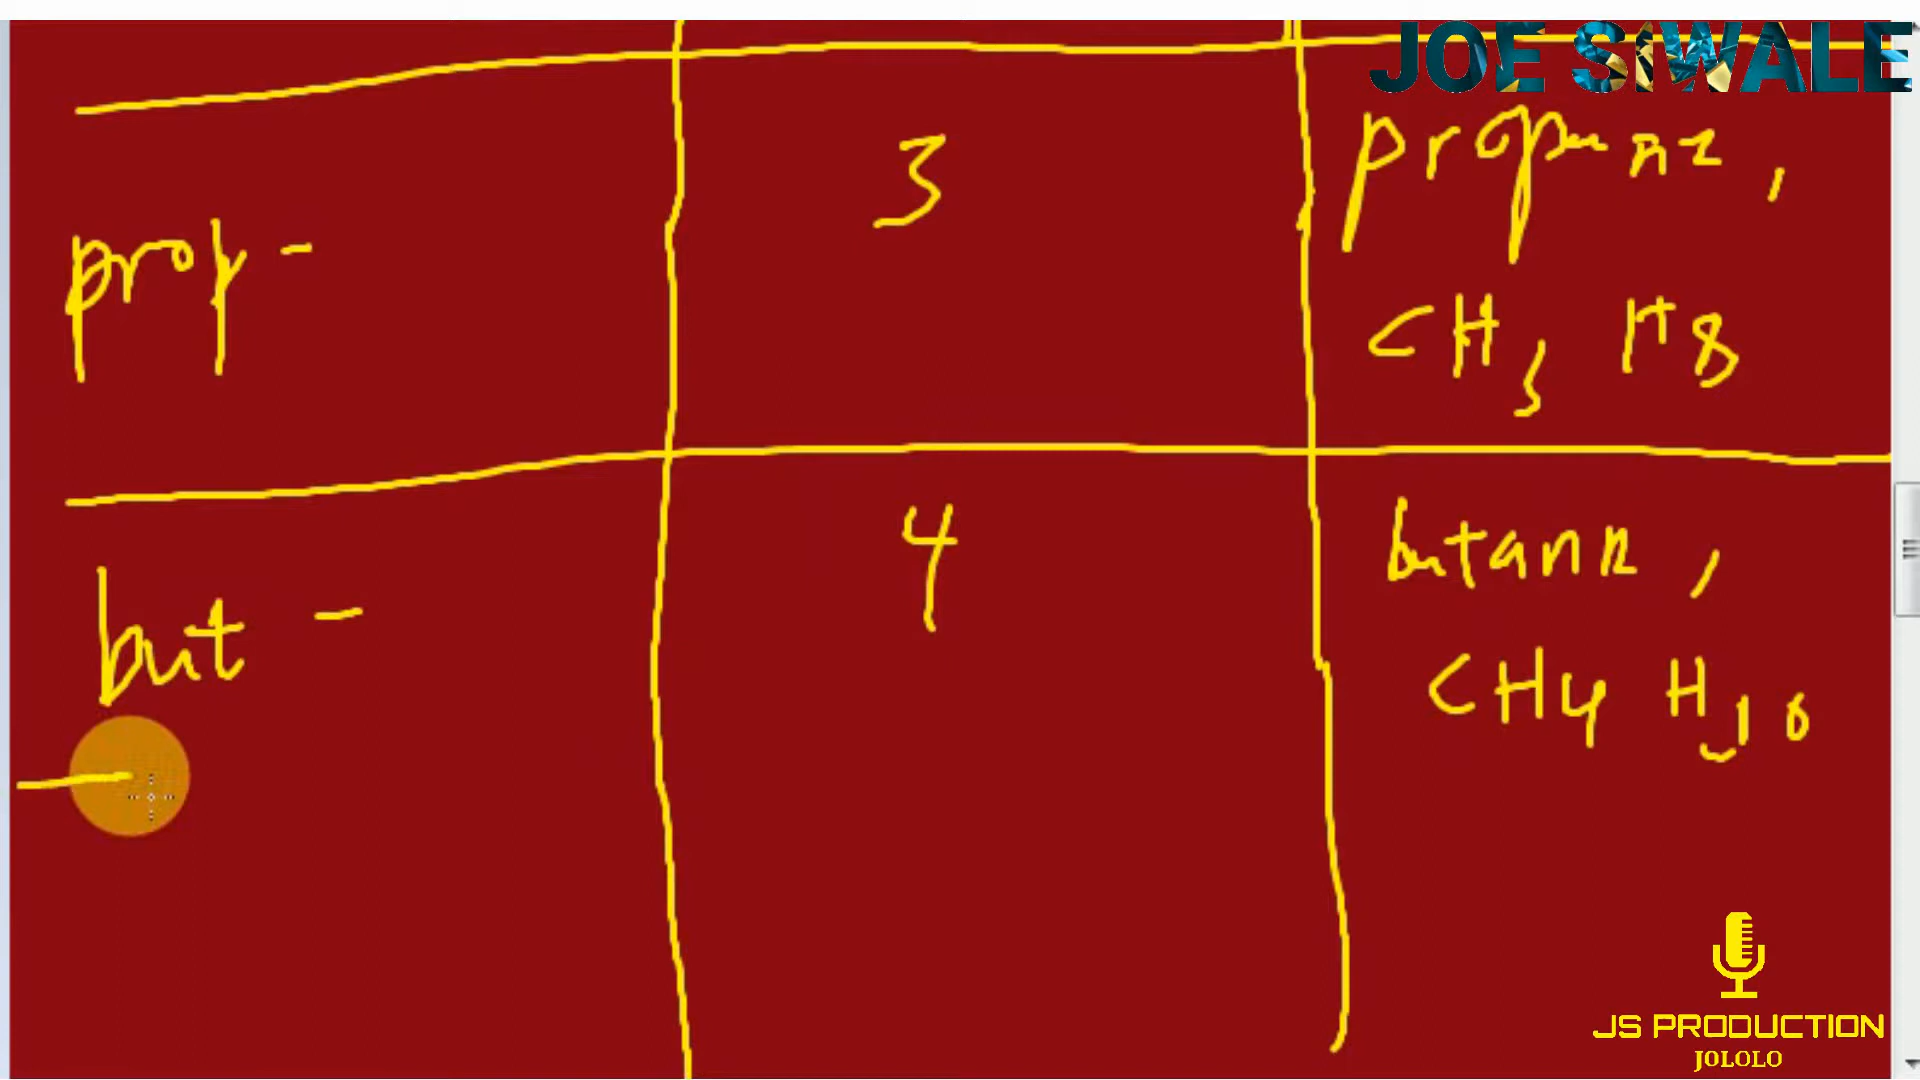 JOE SIWALE
prop - 3 propane,
CH3 H8
but - 4 butane,
CH4 H10
JS PRODUCTION
JOLOLO